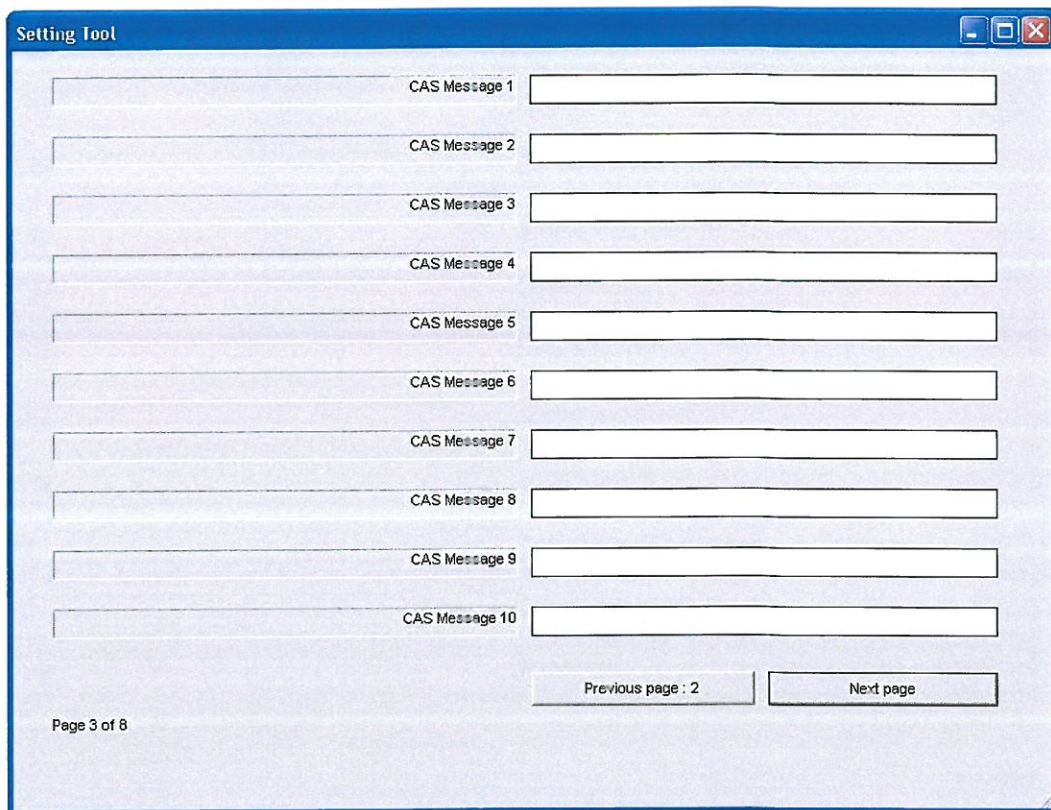 Setting Tool
CAS Message 1
CAS Message 2
CAS Message 3
CAS Message 4
CAS Message 5
CAS Message 6
CAS Message 7
CAS Message 8
CAS Message 9
CAS Message 10
Previous page : 2 Next page
Page 3 of 8